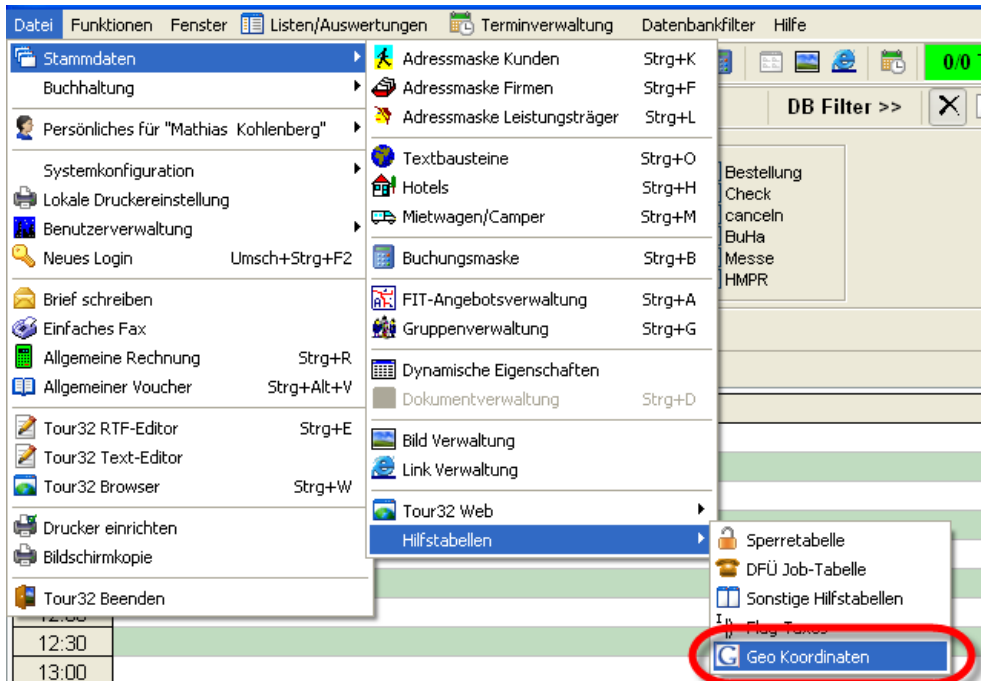 Datei Funktionen Fenster Listen/Auswertungen Terminverwaltung Datenbankfilter Hilfe
0/0
DB Filter >>
Stammdaten
Buchhaltung
Persönliches für "Mathias Kohlenberg"
Systemkonfiguration
Lokale Druckereinstellung
Benutzerverwaltung
Neues Login Umsch+Strg+F2
Brief schreiben
Einfaches Fax
Allgemeine Rechnung Strg+R
Allgemeiner Voucher Strg+Alt+V
Tour32 RTF-Editor Strg+E
Tour32 Text-Editor
Tour32 Browser Strg+W
Drucker einrichten
Bildschirmkopie
Tour32 Beenden
Adressmaske Kunden Strg+K
Adressmaske Firmen Strg+F
Adressmaske Leistungsträger Strg+L
Textbausteine Strg+O
Hotels Strg+H
Mietwagen/Camper Strg+M
Buchungsmaske Strg+B
FIT-Angebotsverwaltung Strg+A
Gruppenverwaltung Strg+G
Dynamische Eigenschaften
Dokumentverwaltung Strg+D
Bild Verwaltung
Link Verwaltung
Tour32 Web
Hilfstabellen
Sperretabelle
DFÜ Job-Tabelle
Sonstige Hilfstabellen
Flug-Taxes
Geo Koordinaten
Bestellung
Check
canceln
BuHa
Messe
HMPR
12:30
13:00